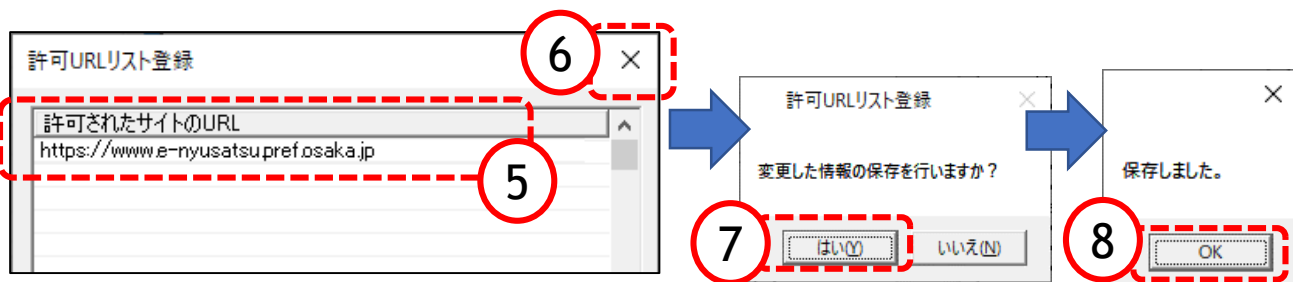 許可URLリスト登録
6
×
許可されたサイトのURL
https://www.e-nyusatsu.pref.osaka.jp
5
許可URLリスト登録
×
変更した情報の保存を行いますか?
7
はい(Y)
いいえ(N)
×
保存しました。
8
OK